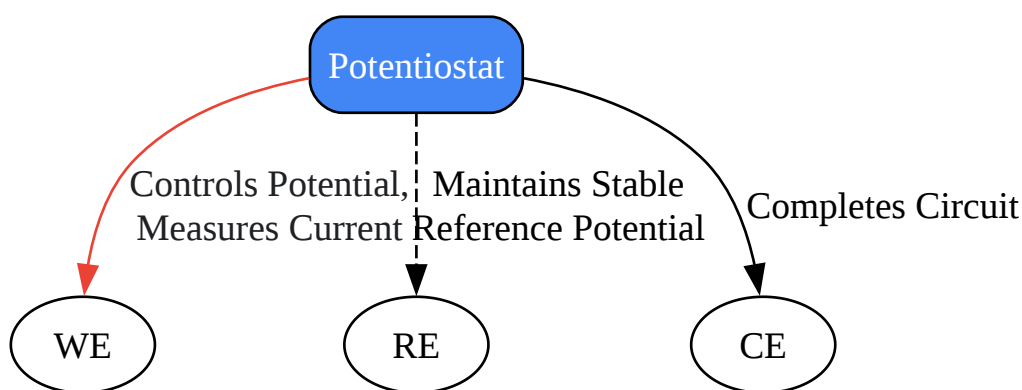 Potentiostat
Controls Potential,
Measures Current
Maintains Stable
Reference Potential
Completes Circuit
WE
RE
CE